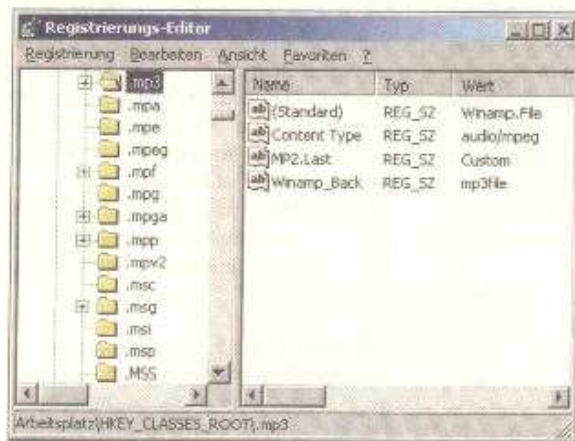 Registrierungs-Editor
Registrierung Bearbeiten Ansicht Favoriten ?
.mp3
.mpa
.mpe
.mpeg
.mpf
.mpg
.mpga
.mpp
.mpv2
.msc
.msg
.msi
.msp
.MSS
Name Typ Wert
(Standard) REG_SZ Winamp.File
Content Type REG_SZ audio/mpeg
MP2.Last REG_SZ Custom
Winamp_Back REG_SZ mp3file
Arbeitsplatz\HKEY_CLASSES_ROOT\.mp3